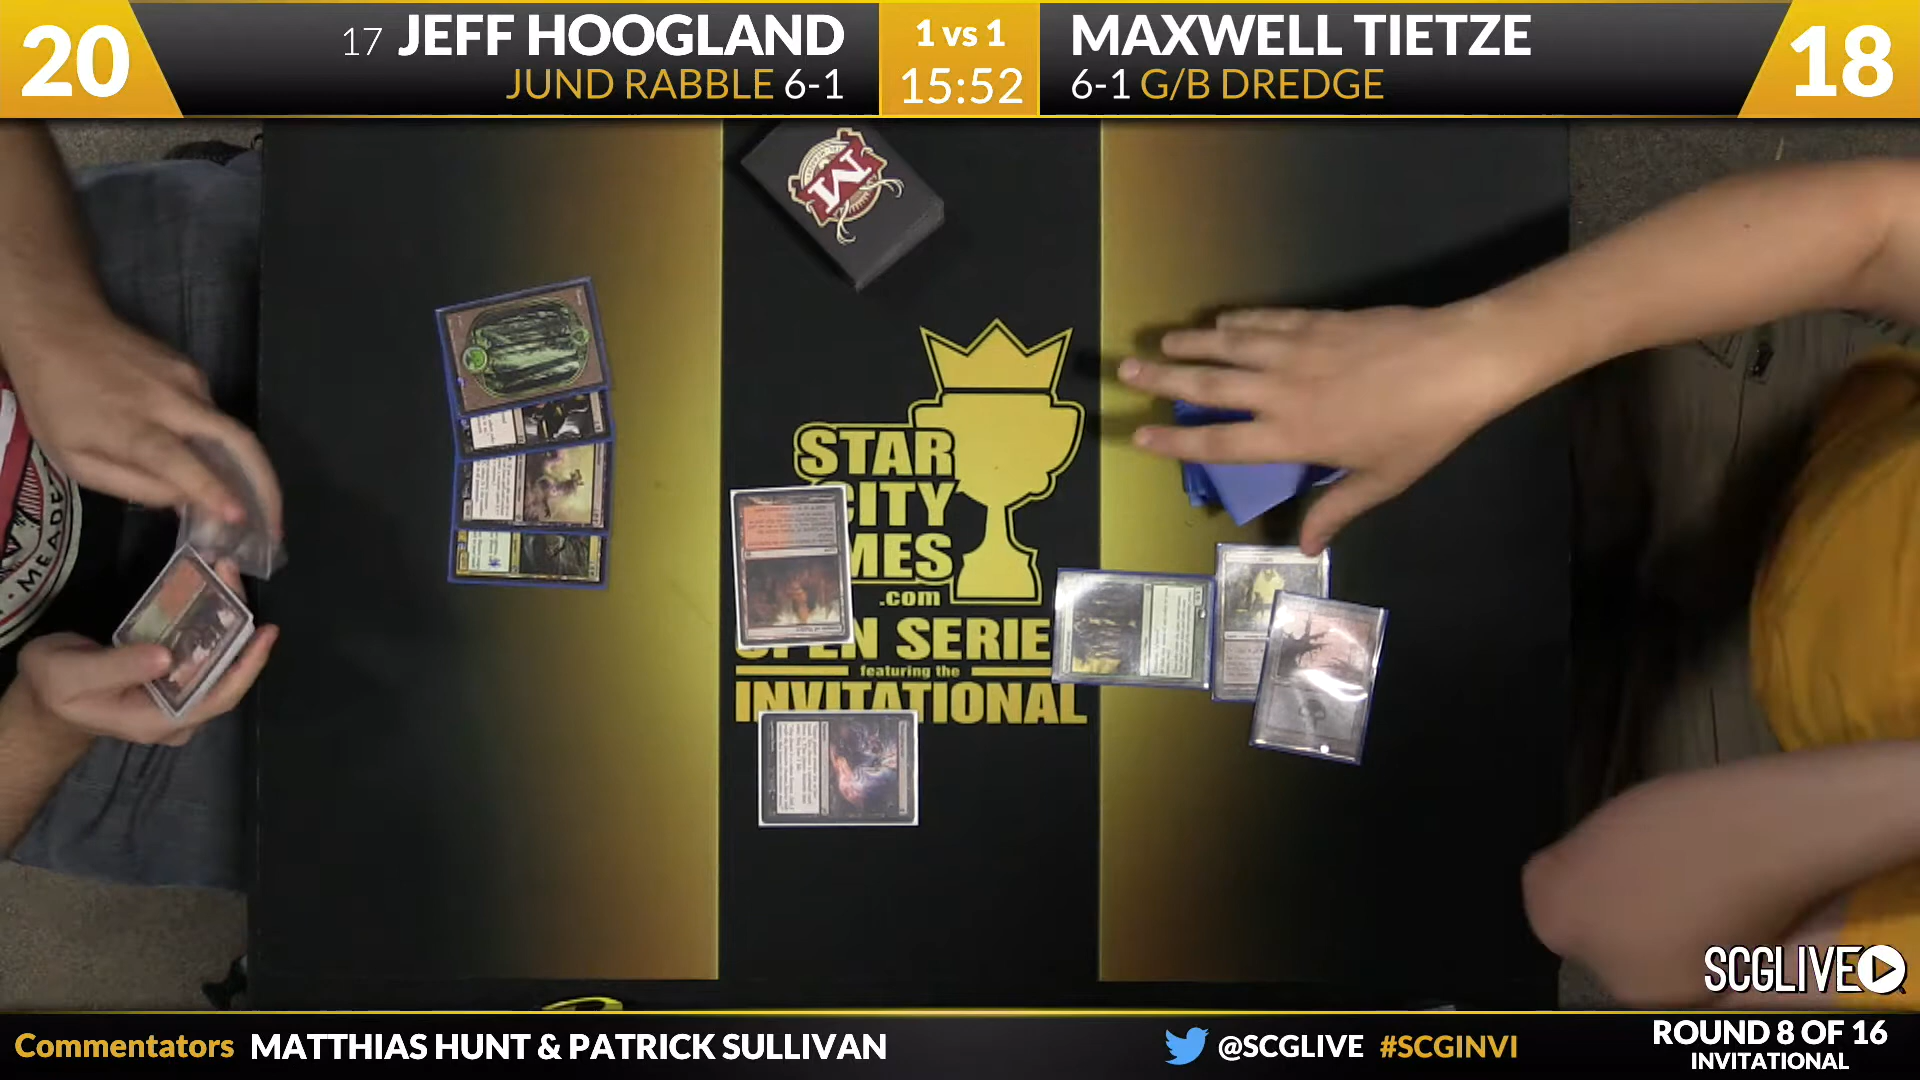 20
17 JEFF HOOGLAND
JUND RABBLE 6-1
1 vs 1
15:52
MAXWELL TIETZE
6-1 G/B DREDGE
18
M
STAR
CITY
MES
.com
EN SERIE
featuring the
INVITATIONAL
MEADE
SCGLIVE
Commentators MATTHIAS HUNT & PATRICK SULLIVAN
@SCGLIVE #SCGINVI
ROUND 8 OF 16
INVITATIONAL